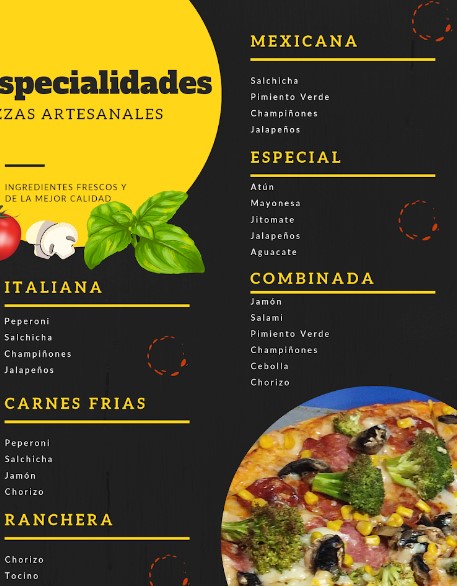 specialidades
ZZAS ARTESANALES
INGREDIENTES FRESCOS Y
DE LA MEJOR CALIDAD
ITALIANA
Peperoni
Salchicha
Champiñones
Jalapeños
CARNES FRIAS
Peperoni
Salchicha
Jamón
Chorizo
RANCHERA
Chorizo
Tocino
MEXICANA
Salchicha
Pimiento Verde
Champiñones
Jalapeños
ESPECIAL
Atún
Mayonesa
Jitomate
Jalapeños
Aguacate
COMBINADA
Jamón
Salami
Pimiento Verde
Champiñones
Cebolla
Chorizo